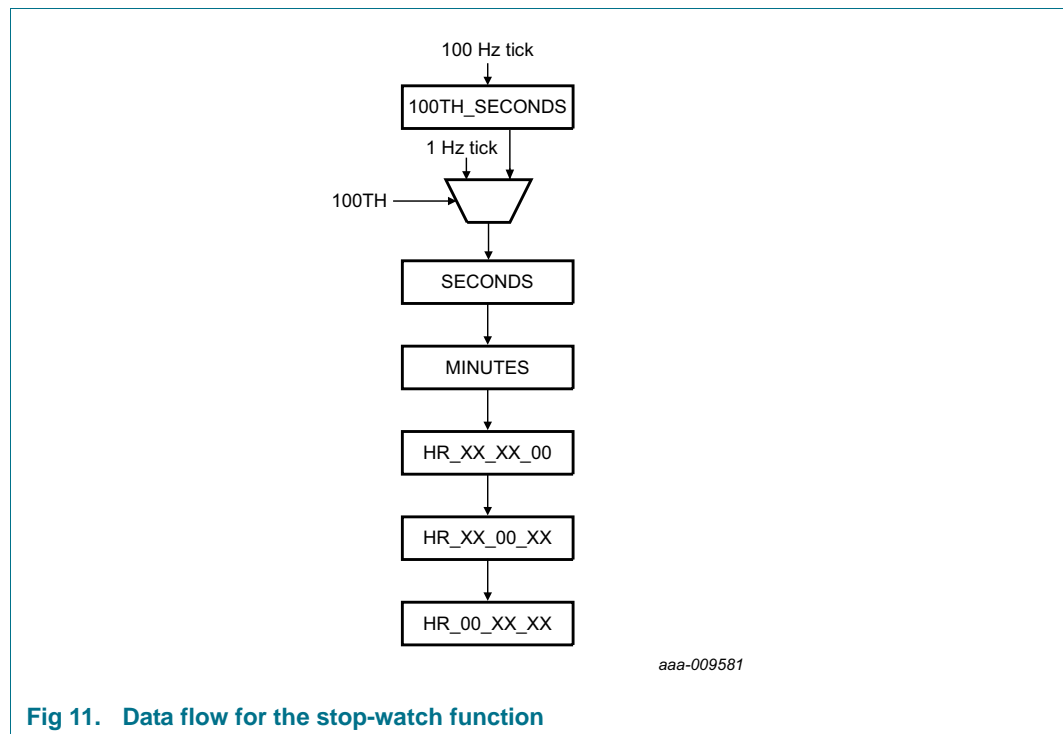 100 Hz tick
100TH_SECONDS
1 Hz tick
100TH
SECONDS
MINUTES
HR_XX_XX_00
HR_XX_00_XX
HR_00_XX_XX
aaa-009581
Fig 11. Data flow for the stop-watch function